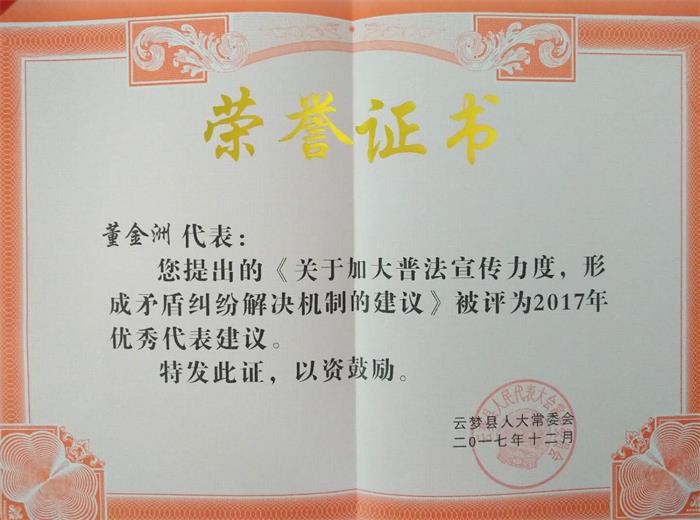 荣誉证书
董金洲 代表：
您提出的《关于加大普法宣传力度，形
成矛盾纠纷解决机制的建议》被评为2017年
优秀代表建议。
特发此证，以资鼓励。
云梦县人大常委会
二0一七年十二月